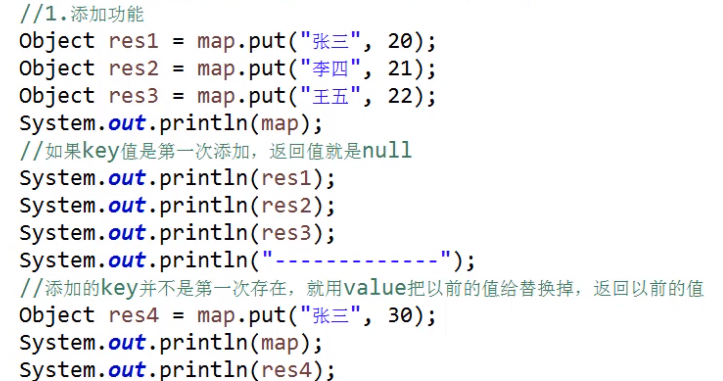 //1.添加功能
Object res1 = map.put("张三", 20);
Object res2 = map.put("李四", 21);
Object res3 = map.put("王五", 22);
System.out.println(map);
//如果key值是第一次添加，返回值就是null
System.out.println(res1);
System.out.println(res2);
System.out.println(res3);
System.out.println("-------------");
//添加的key并不是第一次存在，就用value把以前的值给替换掉，返回以前的值
Object res4 = map.put("张三", 30);
System.out.println(map);
System.out.println(res4);